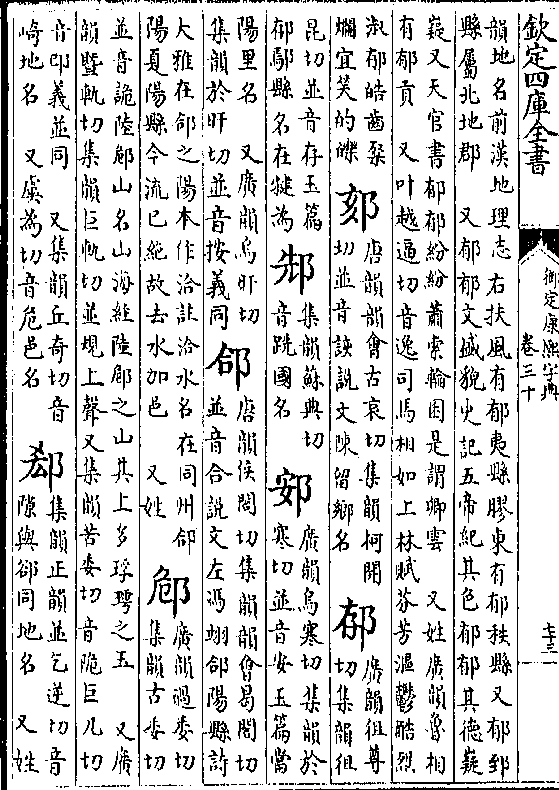 欽定四庫全書
御定康熙字典
卷三十
七十三
韻地名前漢地理志右扶風有郁夷縣膠東有郁秩縣又郁郅
縣屬北地郡 又郁郁文盛貌史記五帝紀其色郁郁其德嶷
嶷又天官書郁郁紛紛蕭索輪囷是謂卿雲 又姓廣韻魯相
有郁貢 又叶越逼切音逸司馬相如上林賦芬芳漚鬱酷烈
淑郁皓齒粲
爛宜笑的皪
郂
唐韻韻會古哀切集韻柯開
切並音該說文陳留鄉名
廣韻徂尊
切集韻徂
昆切並音存玉篇
鄢縣名在犍為
集韻蘇典切
音跣國名
廣韻烏寒切集韻於
寒切並音安玉篇當
陽里名 又廣韻烏旰切
集韻於旰切並音按義同
郃
唐韻侯閤切集韻韻會曷閤切
並音合說文左馮翊郃陽縣詩
大雅在郃之陽本作洽註洽水名在同州郃
陽夏陽縣今流已絕故去水加邑 又姓
廣韻過委切
集韻古委切
並音詭陸山名山海經陸之山其上多琈之玉 又廣
韻暨軌切集韻巨軌切並上聲又集韻苦委切音跪巨几切
音義並同 又集韻丘奇切音
崎地名 又虞為切音危邑名
郄
集韻正韻並乞逆切音
隙與郤同地名 又姓